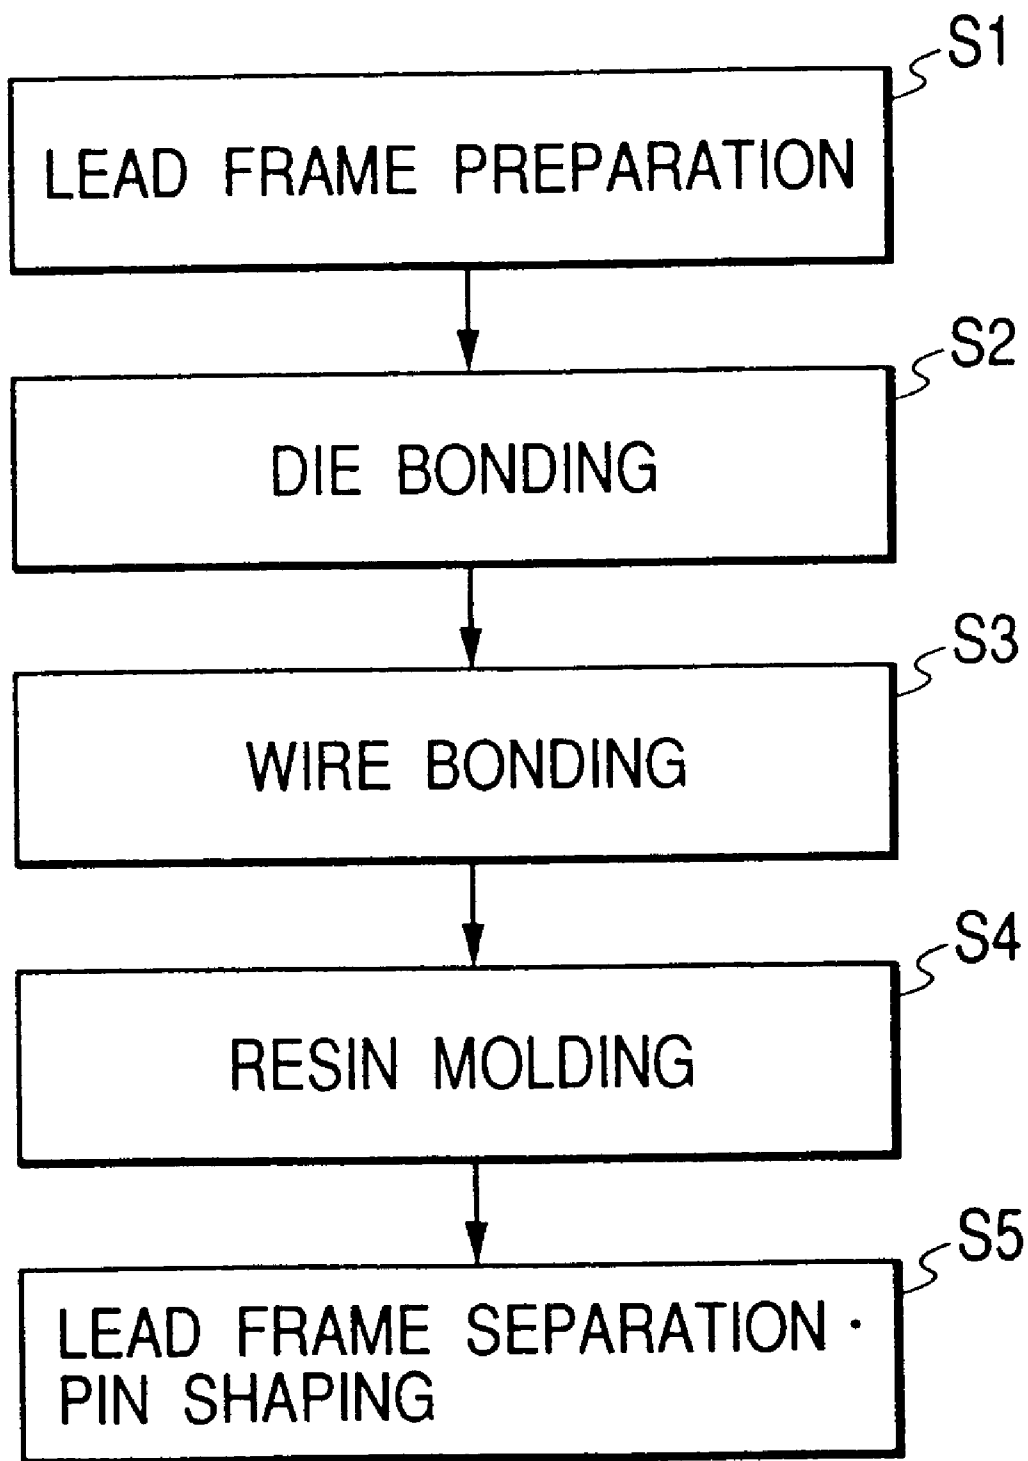 S1
LEAD FRAME PREPARATION
S2
DIE BONDING
S3
WIRE BONDING
S4
RESIN MOLDING
S5
LEAD FRAME SEPARATION ·
PIN SHAPING